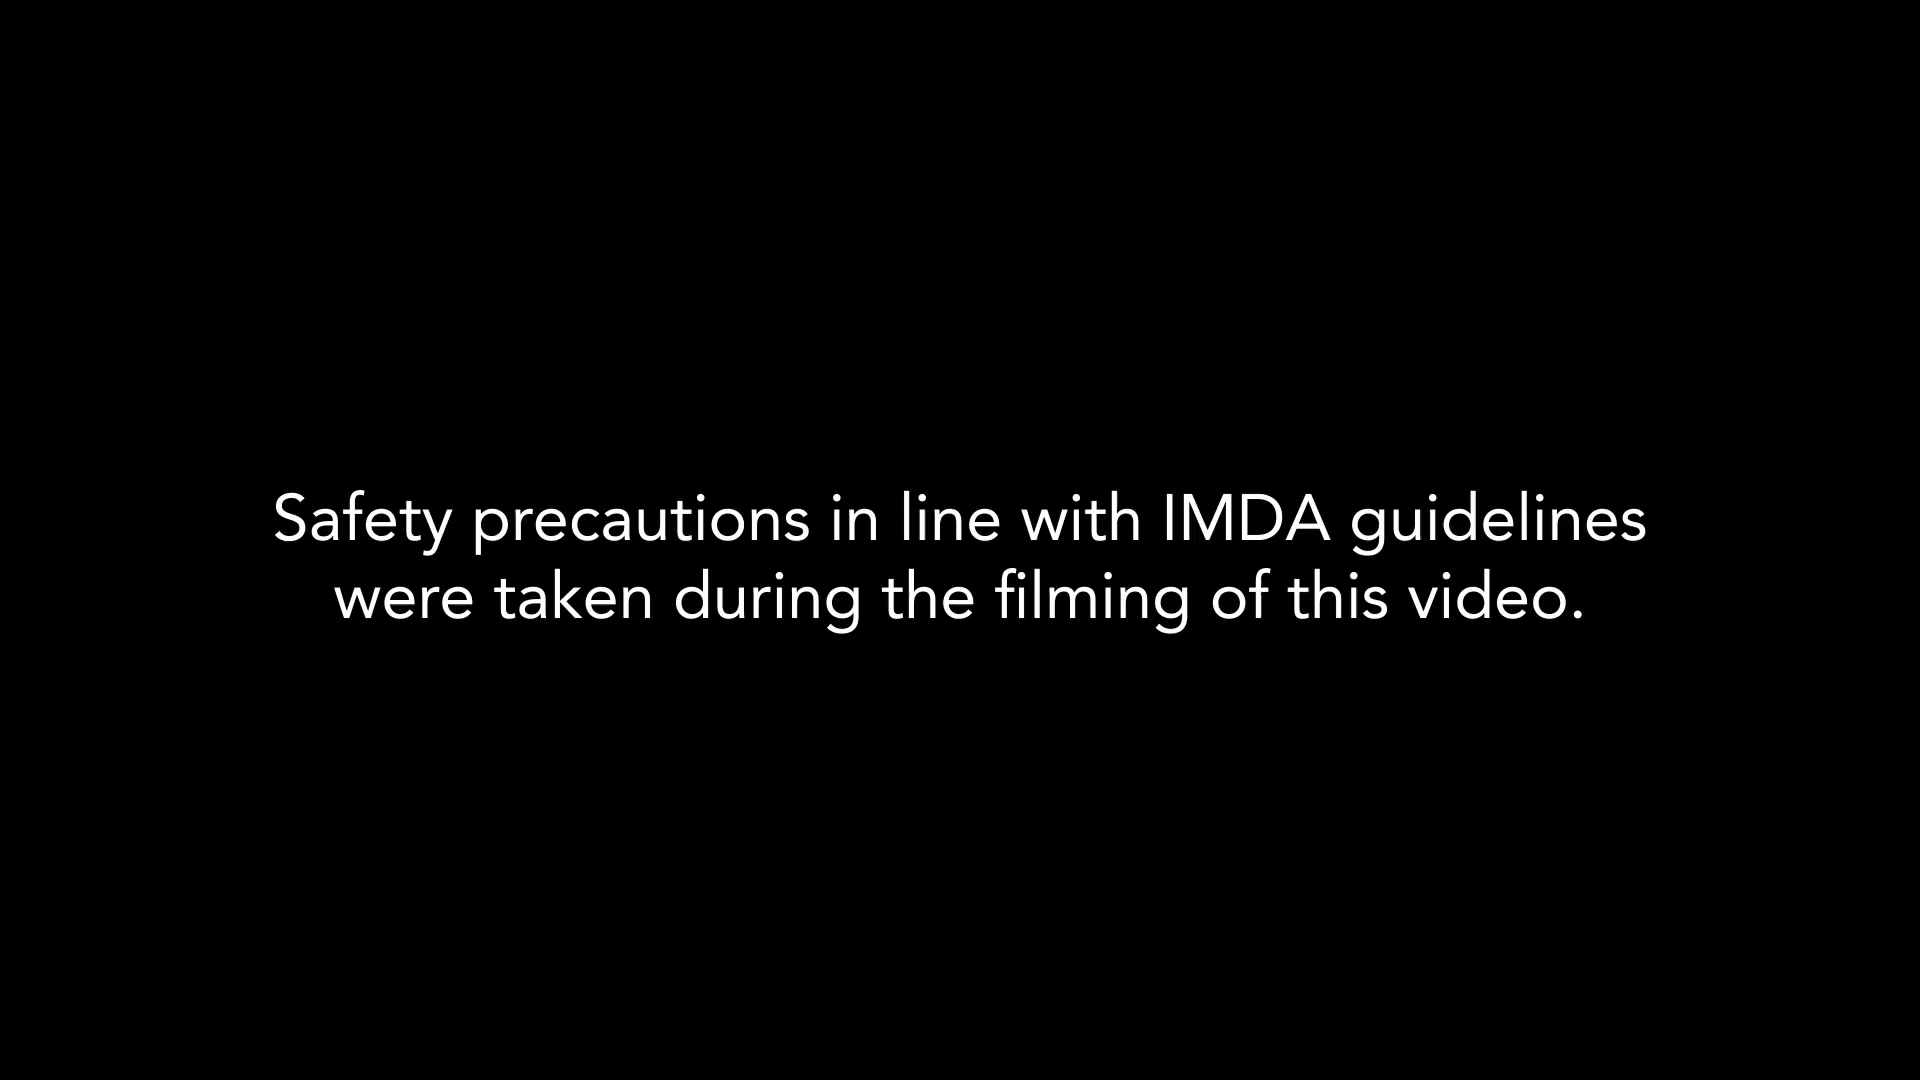 Safety precautions in line with IMDA guidelines
were taken during the filming of this video.